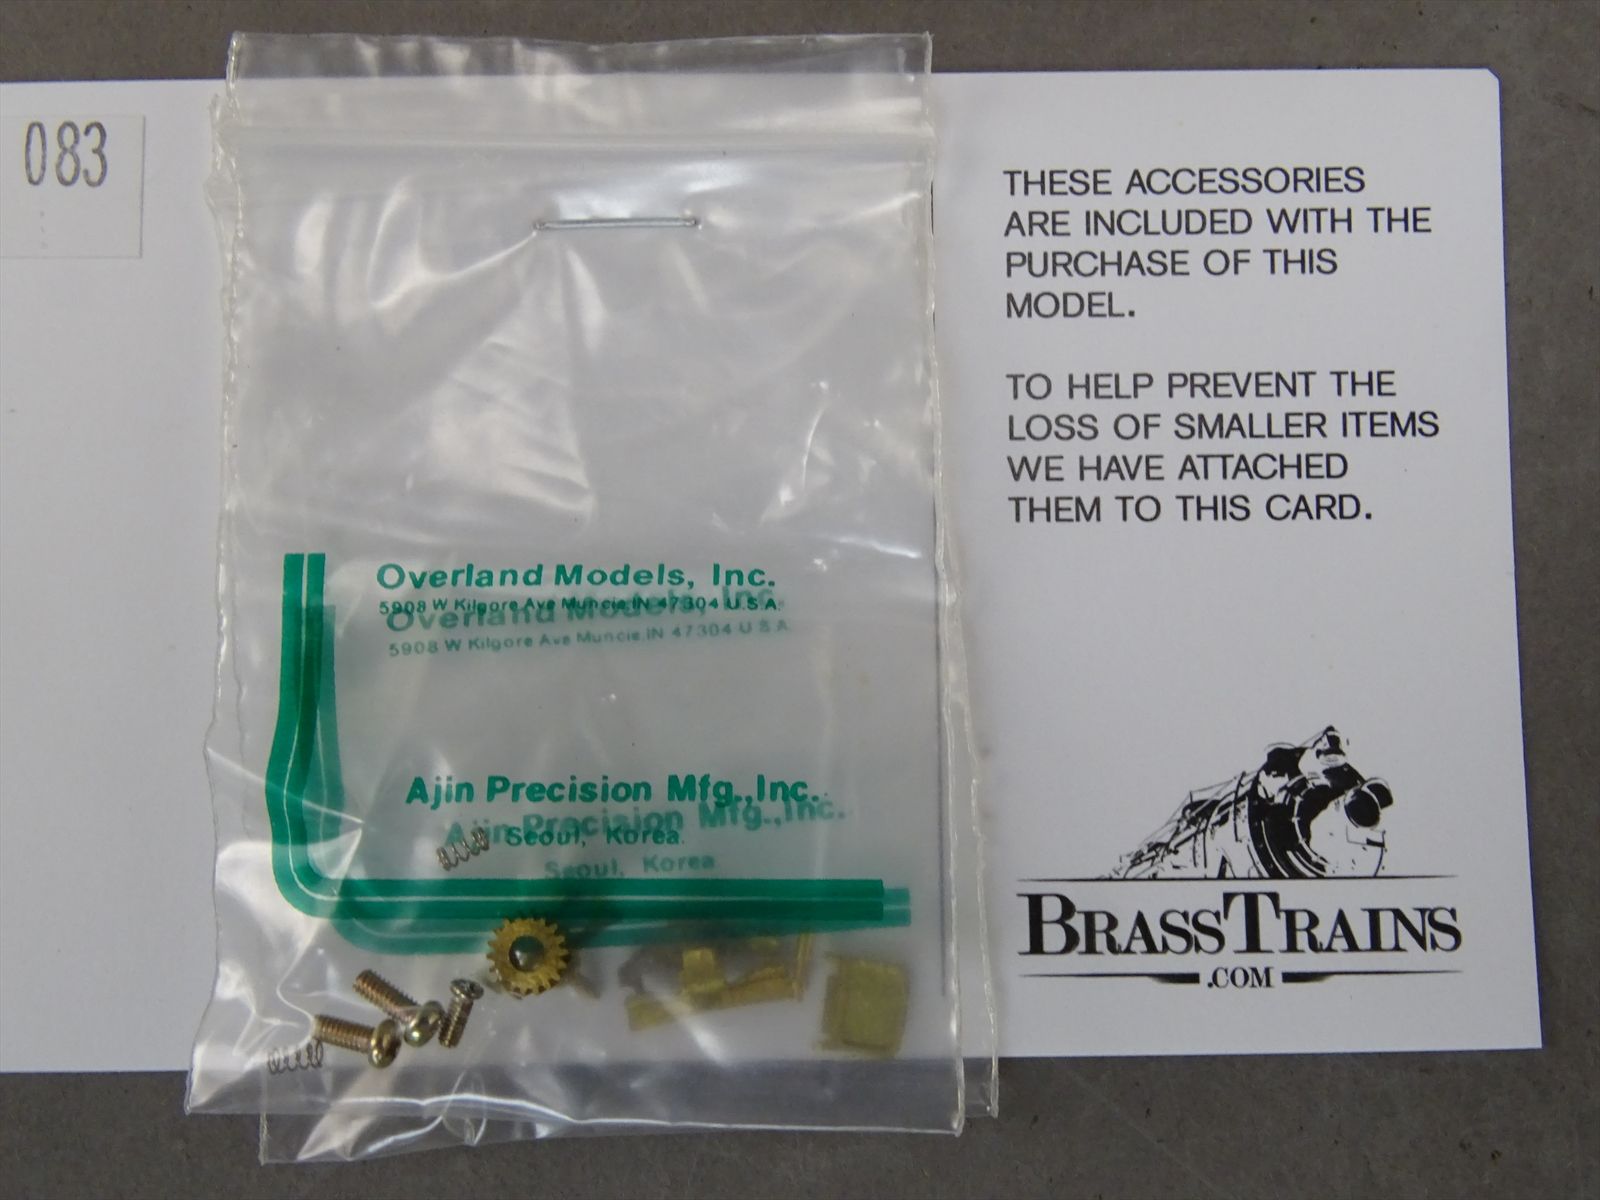 083
THESE ACCESSORIES
ARE INCLUDED WITH THE
PURCHASE OF THIS
MODEL.
TO HELP PREVENT THE
LOSS OF SMALLER ITEMS
WE HAVE ATTACHED
THEM TO THIS CARD.
Overland Models, Inc.
5908 W Kilgore Ave Muncie, IN 47304 U.S.A.
Overland Models, Inc.
5908 W Kilgore Ave Muncie, IN 47304 U S A
Ajin Precision Mfg.,Inc.
Seoul, Korea.
Ajin Precision Mfg.,Inc.
Seoul, Korea
BRASSTRAINS
.COM